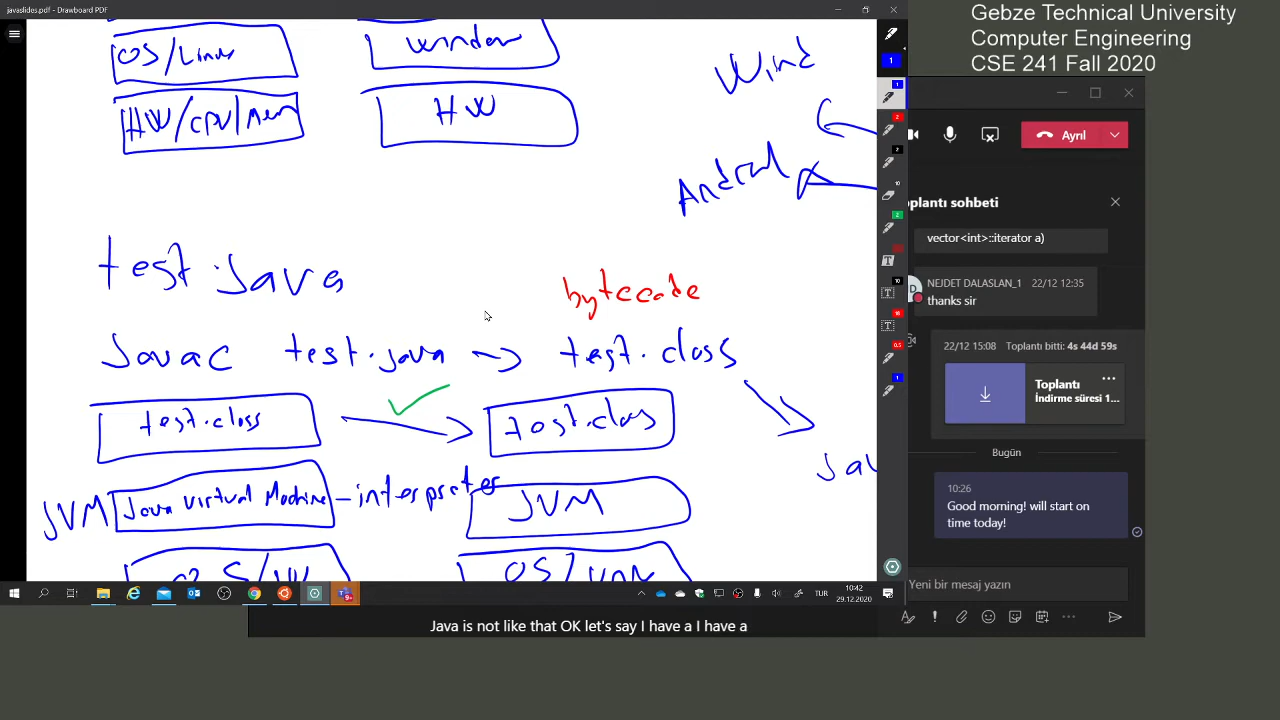 javaslides.pdf - Drawboard PDF
Gebze Technical University
Computer Engineering
CSE 241 Fall 2020
OS/Linux
window
HW/CPU/Mem
HW
Wind
Android
Ayrıl
oplantı sohbeti
vector<int>::iterator a)
NEJDET DALASLAN_1 22/12 12:35
thanks sir
22/12 15:08 Toplantı bitti: 4s 44d 59s
Toplantı
İndirme süresi 1...
Bugün
10:26
Good morning! will start on
time today!
Yeni bir mesaj yazın
test.java
bytecode
Javac test.java → test.class
test.class → test.class
Jav
JVM Java Virtual Machine - interpreter JVM
OS/
TUR
10:42
29.12.2020
Java is not like that OK let's say I have a I have a